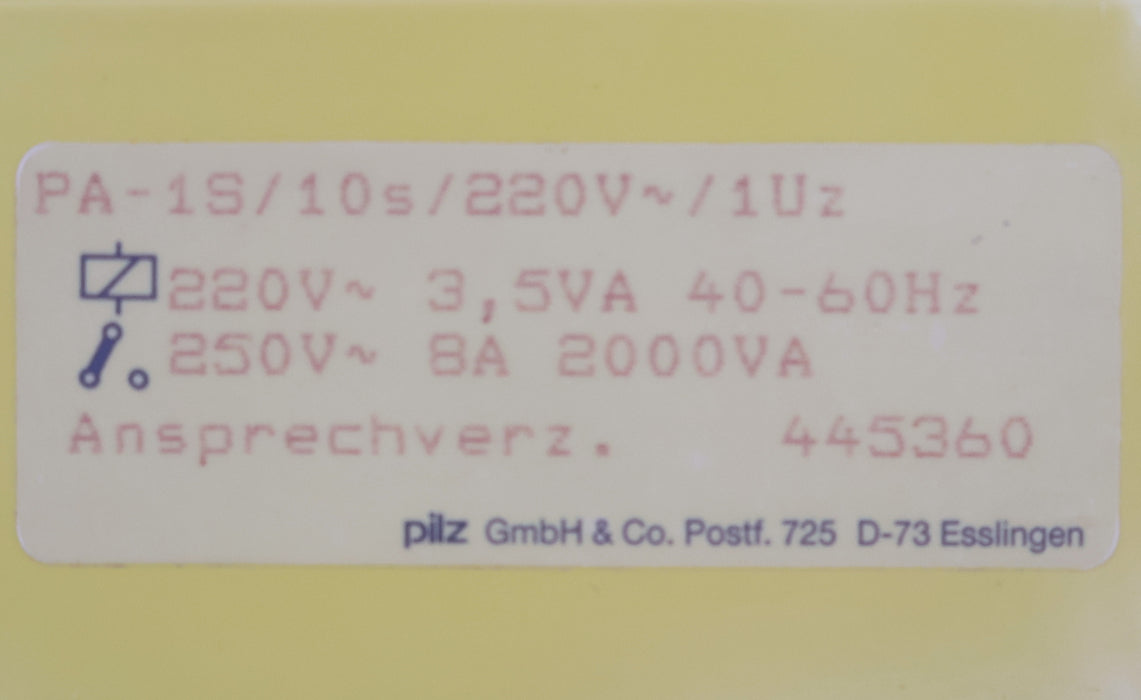 PA-1S/10s/220V~/1Uz
220V~ 3,5VA 40-60Hz
250V~ 8A 2000VA
Ansprechverz. 445360
pilz GmbH & Co. Postf. 725 D-73 Esslingen